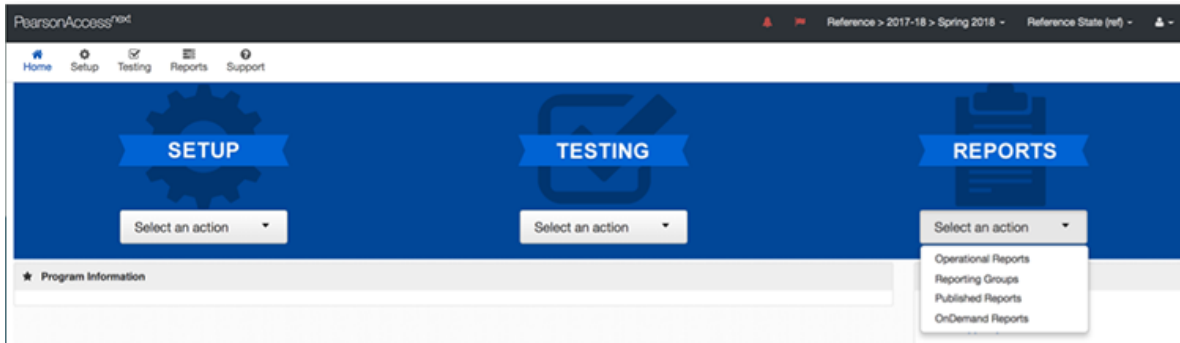 PearsonAccessnext
Reference > 2017-18 > Spring 2018
Reference State (ref)
Home Setup Testing Reports Support
SETUP TESTING REPORTS
Select an action Select an action Select an action
Operational Reports
★ Program Information
Reporting Groups
Published Reports
OnDemand Reports